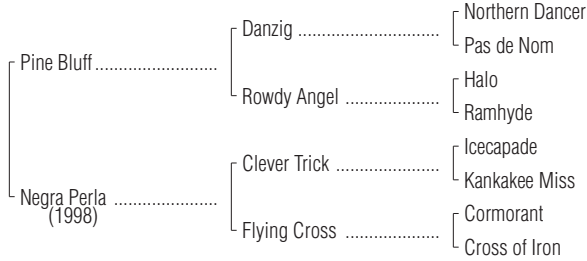 Northern Dancer
Danzig ..............................
Pas de Nom
Pine Bluff..........................
Halo
Rowdy Angel ....................
Ramhyde
Icecapade
Clever Trick ......................
Kankakee Miss
Negra Perla ......................
(1998)
Cormorant
Flying Cross ....................
Cross of Iron